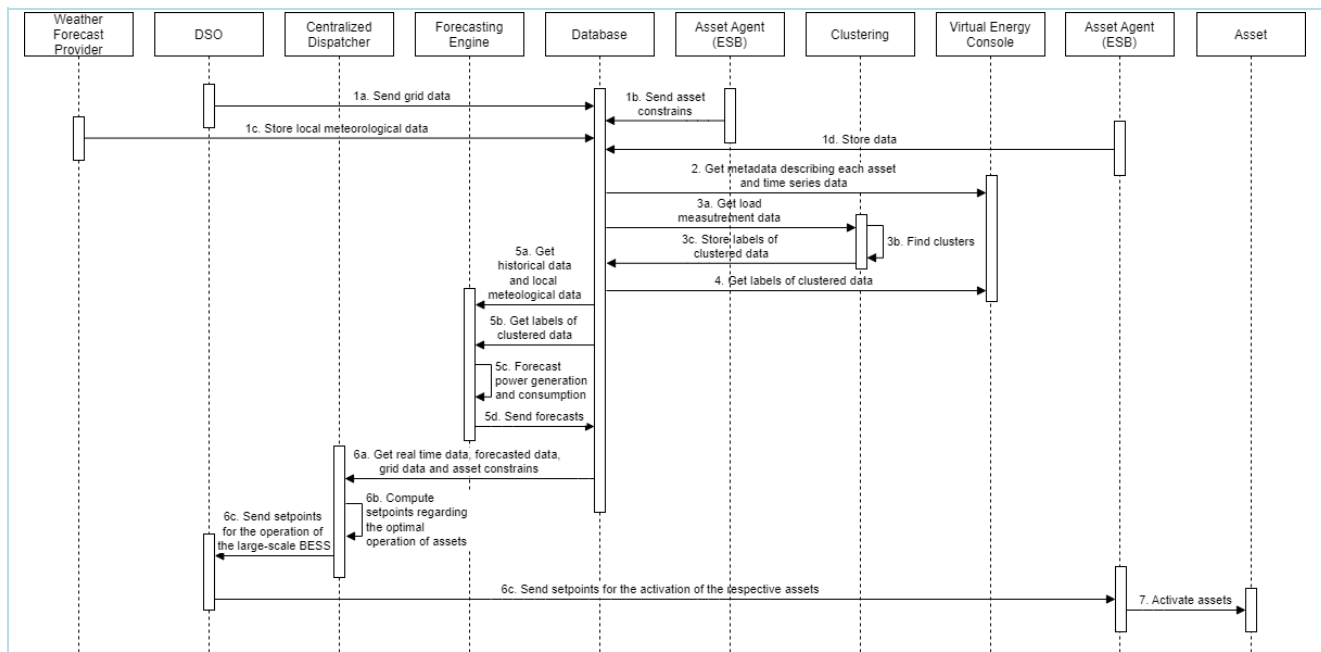 Weather
Forecast
Provider
DSO
Centralized
Dispatcher
Forecasting
Engine
Database
Asset Agent
(ESB)
Clustering
Virtual Energy
Console
Asset Agent
(ESB)
Asset
1a. Send grid data
1b. Send asset
constrains
1c. Store local meteorological data
1d. Store data
2. Get metadata describing each asset
and time series data
3a. Get load
measutrement data
3b. Find clusters
3c. Store labels of
clustered data
4. Get labels of clustered data
5a. Get
historical data
and local
meteological data
5b. Get labels of
clustered data
5c. Forecast
power generation
and consumption
5d. Send forecasts
6a. Get real time data, forecasted data,
grid data and asset constrains
6b. Compute
setpoints regarding
the optimal
operation of assets
6c. Send setpoints
for the operation of
the large-scale BESS
6c. Send setpoints for the activation of the respective assets
7. Activate assets